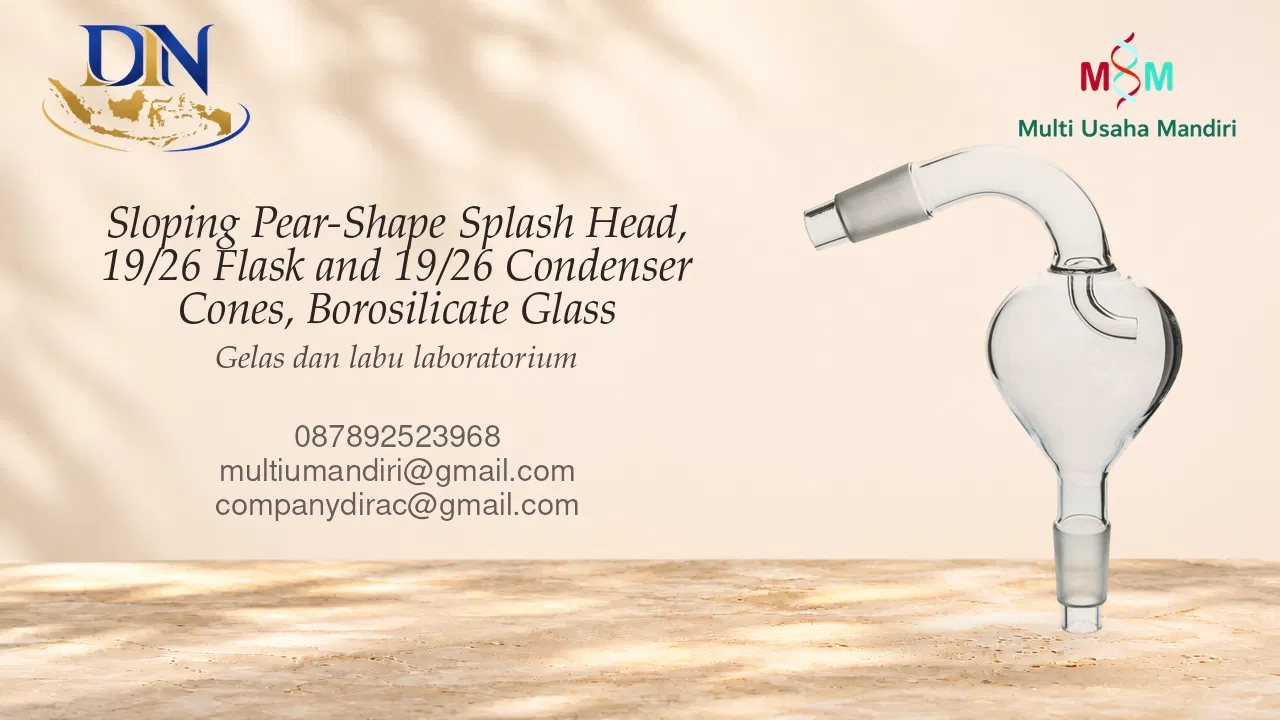 DIN
M M
Multi Usaha Mandiri
Sloping Pear-Shape Splash Head,
19/26 Flask and 19/26 Condenser
Cones, Borosilicate Glass
Gelas dan labu laboratorium
087892523968
multiumandiri@gmail.com
companydirac@gmail.com